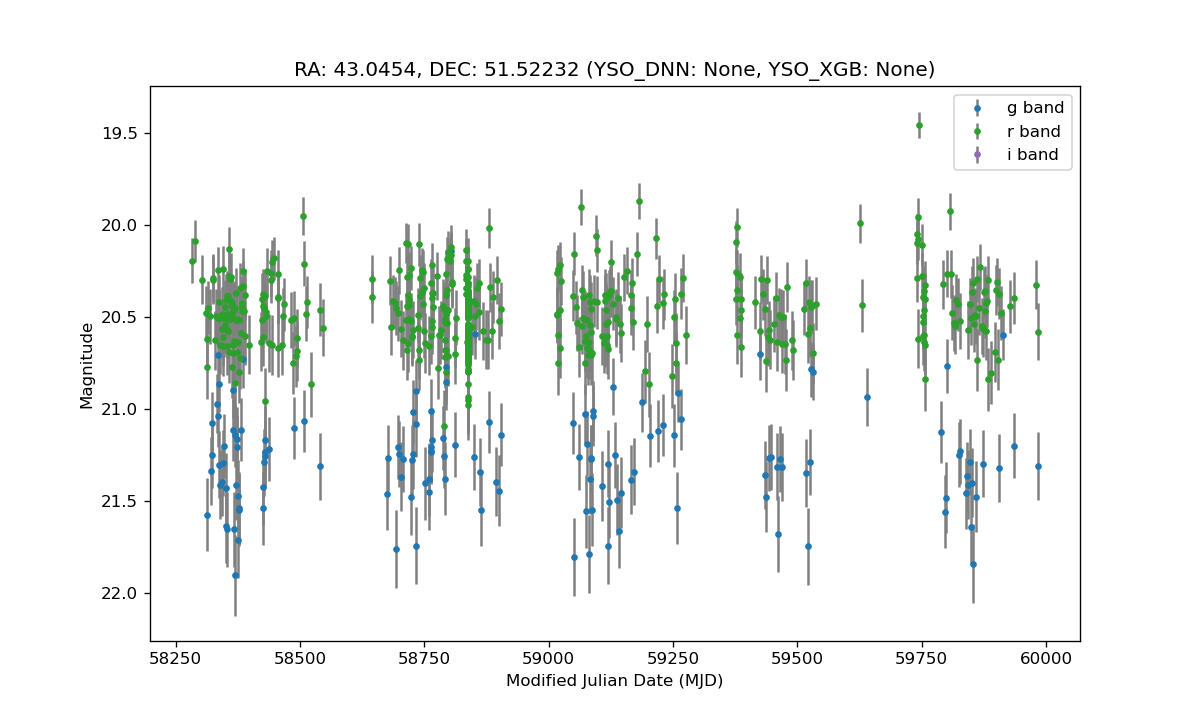 RA: 43.0454, DEC: 51.52232 (YSO_DNN: None, YSO_XGB: None)
g band
r band
i band
19.5
20.0
20.5
21.0
21.5
22.0
Magnitude
58250 58500 58750 59000 59250 59500 59750 60000
Modified Julian Date (MJD)